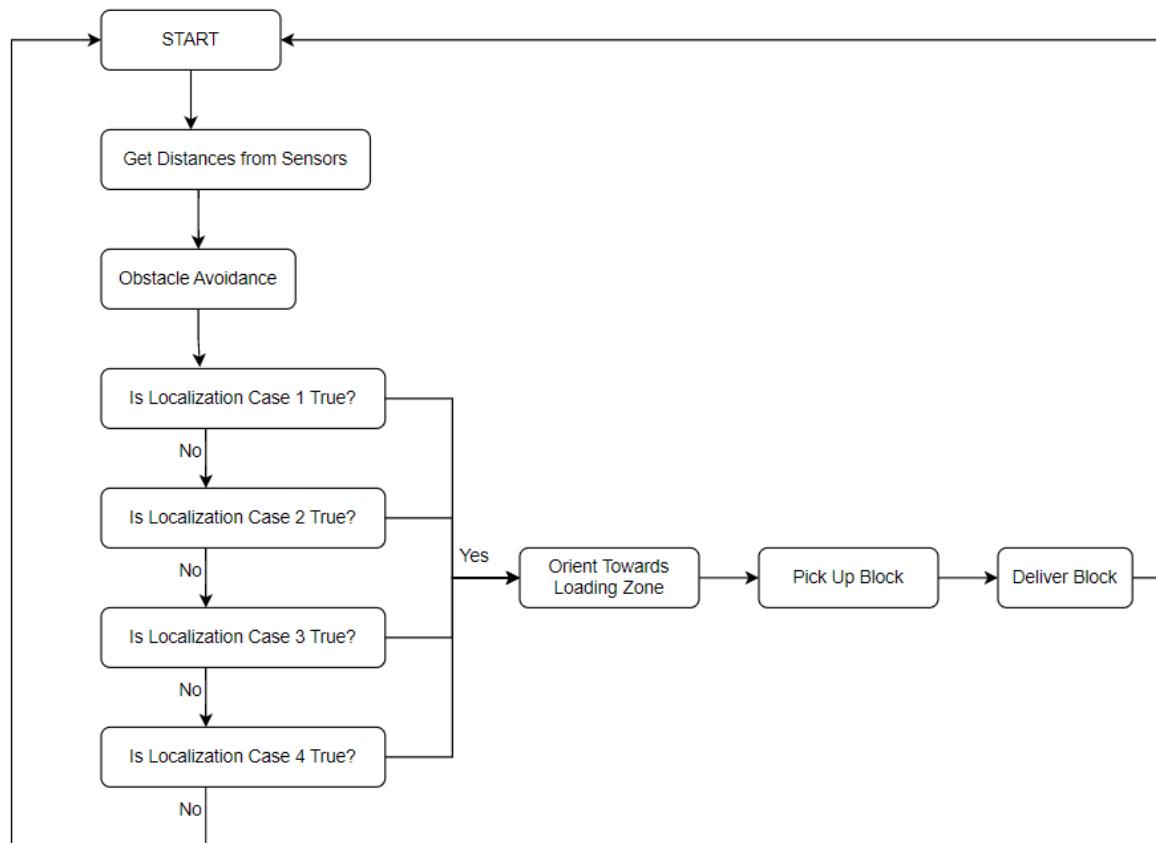 START
Get Distances from Sensors
Obstacle Avoidance
Is Localization Case 1 True?
No
Is Localization Case 2 True?
Yes
Orient Towards
Loading Zone
Pick Up Block
Deliver Block
No
Is Localization Case 3 True?
No
Is Localization Case 4 True?
No